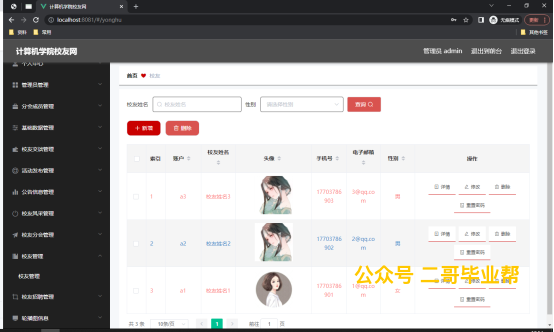 计算机学院校友网
localhost:8081/#/yonghu
无痕模式
更新
资料
常用
其他书签
计算机学院校友网
管理员 admin
退出到前台
退出登录
个人中心
管理员管理
分会成员管理
基础数据管理
校友交谈管理
活动发布管理
公告信息管理
校友风采管理
校友分会管理
校友管理
校友管理
校友招聘管理
轮播图信息
首页 校友
校友姓名 校友姓名 性别 请选择性别 查询
新增 删除
索引 账户 校友姓名 头像 手机号 电子邮箱 性别 操作
1 a3 校友姓名3 17703786903 3@qq.com 男 详情 修改 删除
重置密码
2 a2 校友姓名2 17703786902 2@qq.com 男 详情 修改 删除
重置密码
3 a1 校友姓名1 17703786901 1@qq.com 女 详情 修改 删除
重置密码
公众号 二哥毕业帮
共 3 条 10条/页 1 前往 1 页